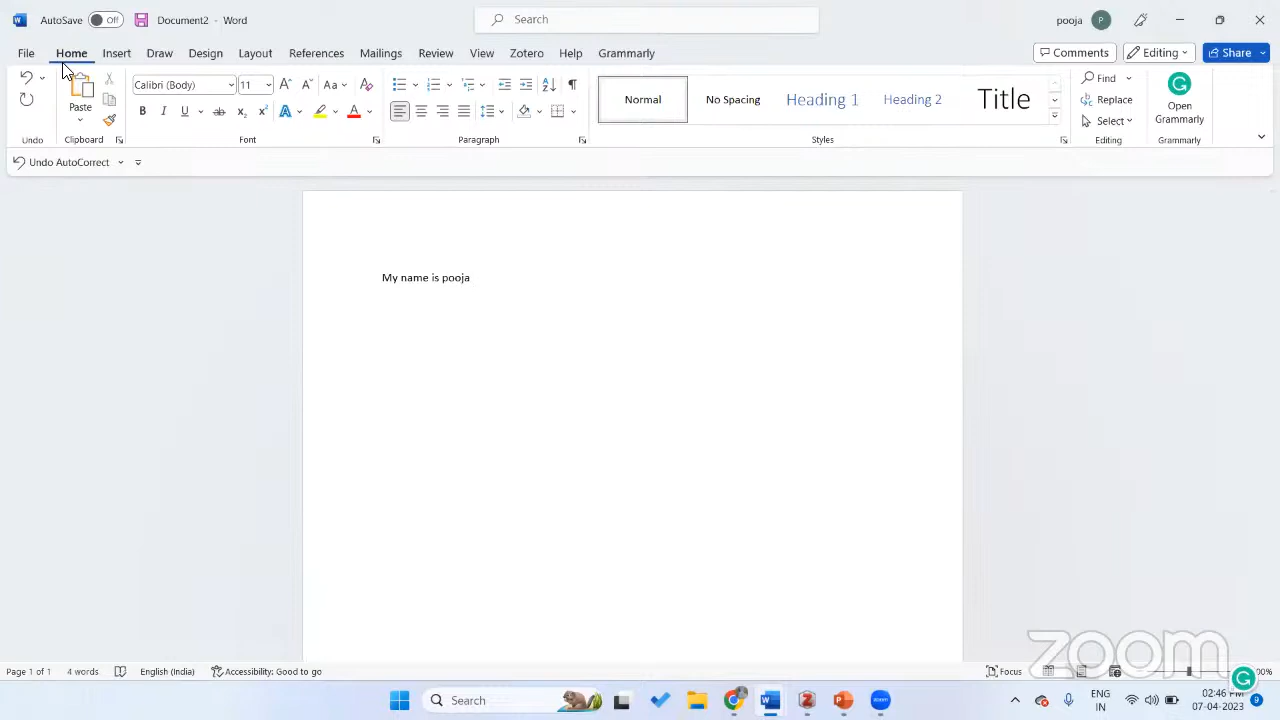 AutoSave Off Document2 - Word Search pooja P
File Home Insert Draw Design Layout References Mailings Review View Zotero Help Grammarly Comments Editing Share
Calibri (Body) 11 Aa
Paste
Normal No Spacing Heading 1 Heading 2 Title
Find
Replace
Select
Open
Grammarly
Undo Clipboard Font Paragraph Styles Editing Grammarly
Undo AutoCorrect
My name is pooja
zoom
Page 1 of 1 4 words English (India) Accessibility: Good to go Focus
Search
ENG
IN
02:46 PM
07-04-2023